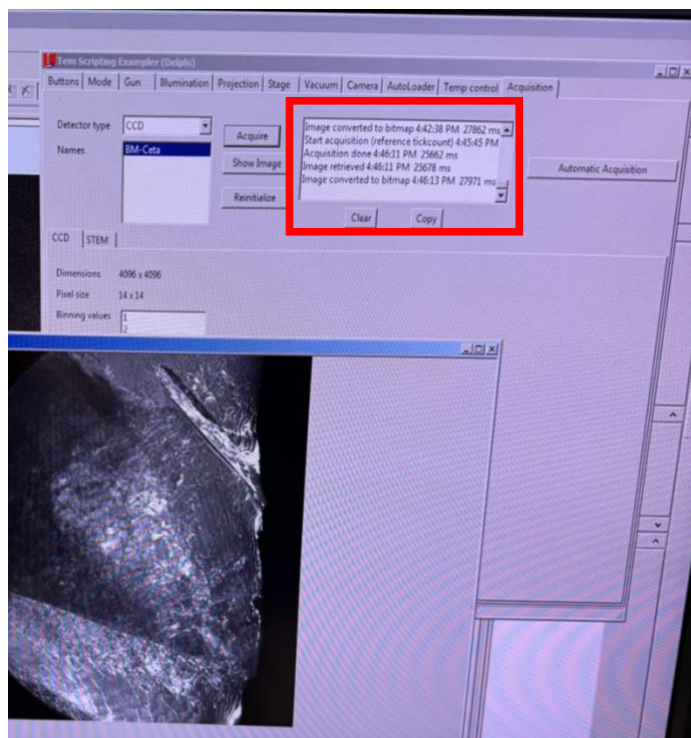 Tem Scripting Exampler (Delphi)
Buttons Mode Gun Illumination Projection Stage Vacuum Camera AutoLoader Temp control Acquisition
Detector type CCD
Names BM-Ceta
Acquire
Show Image
Reinitialize
Image converted to bitmap 4:42:38 PM 27862 ms
Start acquisition (reference tickcount) 4:45:45 PM
Acquisition done 4:46:11 PM 25662 ms
Image retrieved 4:46:11 PM 25678 ms
Image converted to bitmap 4:46:13 PM 27971 ms
Clear Copy
Automatic Acquisition
CCD STEM
Dimensions 4096 x 4096
Pixel size 14 x 14
Binning values 1
2